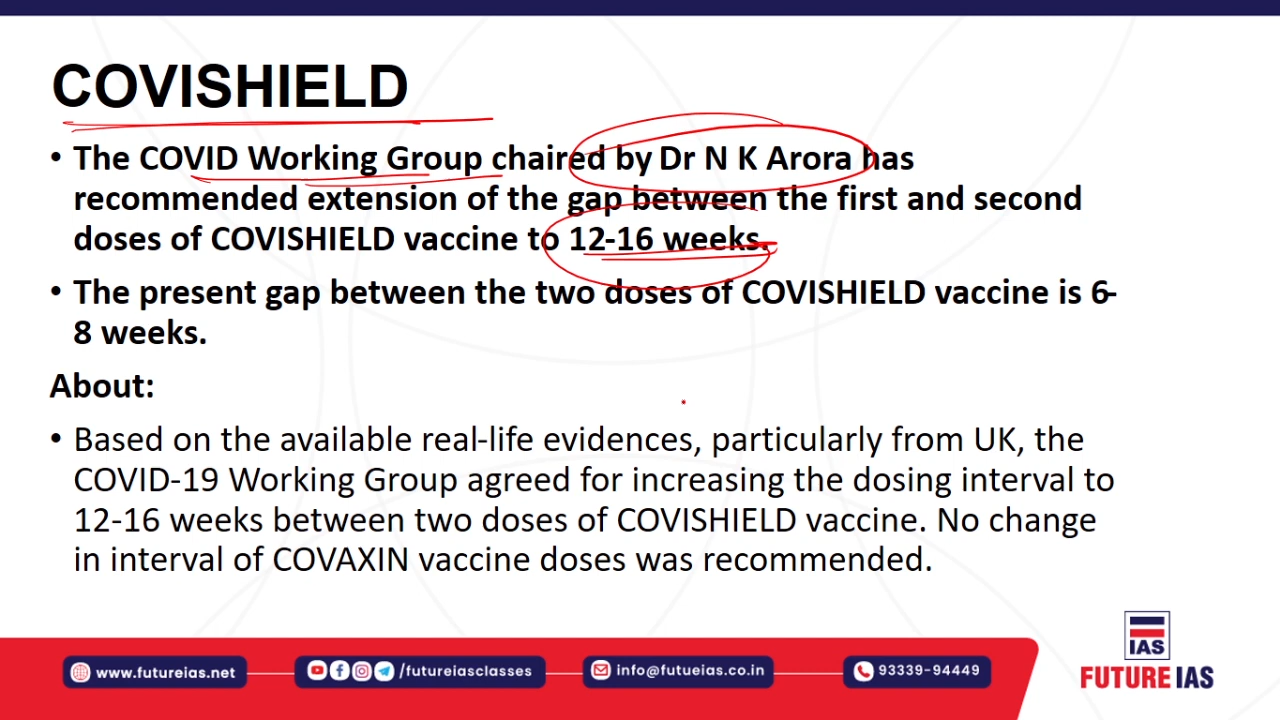 COVISHIELD
• The COVID Working Group chaired by Dr N K Arora has
recommended extension of the gap between the first and second
doses of COVISHIELD vaccine to 12-16 weeks.
• The present gap between the two doses of COVISHIELD vaccine is 6-
8 weeks.
About:
• Based on the available real-life evidences, particularly from UK, the
COVID-19 Working Group agreed for increasing the dosing interval to
12-16 weeks between two doses of COVISHIELD vaccine. No change
in interval of COVAXIN vaccine doses was recommended.
www.futureias.net
/futureiasclasses
info@futueias.co.in
93339-94449
IAS
FUTURE IAS